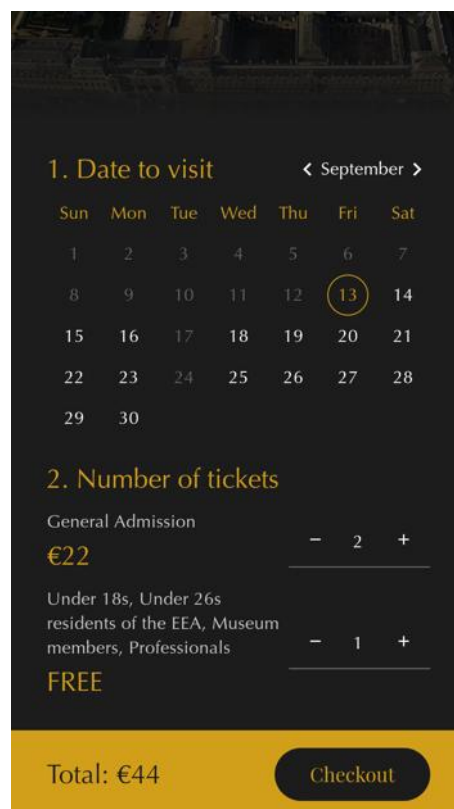 1. Date to visit
< September >
Sun Mon Tue Wed Thu Fri Sat
1 2 3 4 5 6 7
8 9 10 11 12 13 14
15 16 17 18 19 20 21
22 23 24 25 26 27 28
29 30
2. Number of tickets
General Admission
€22
− 2 +
Under 18s, Under 26s
residents of the EEA, Museum
members, Professionals
FREE
− 1 +
Total: €44
Checkout